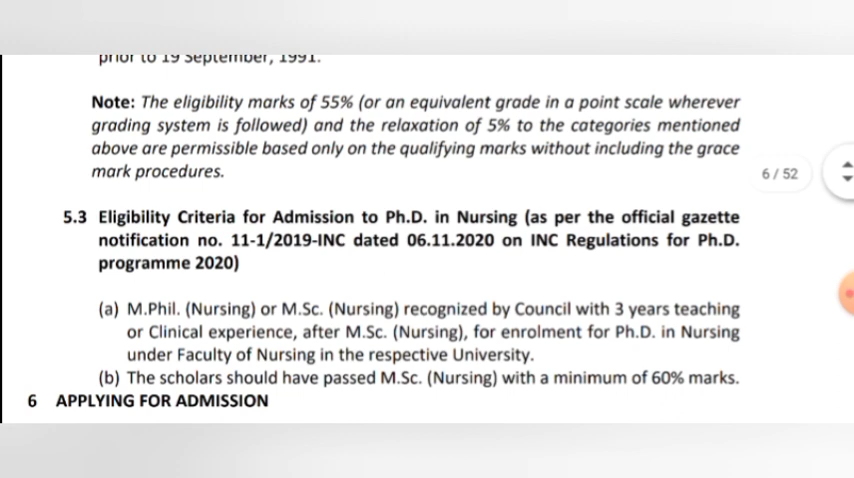 prior to 19 September, 1991.
Note: The eligibility marks of 55% (or an equivalent grade in a point scale wherever
grading system is followed) and the relaxation of 5% to the categories mentioned
above are permissible based only on the qualifying marks without including the grace
mark procedures.
6 / 52
5.3 Eligibility Criteria for Admission to Ph.D. in Nursing (as per the official gazette
notification no. 11-1/2019-INC dated 06.11.2020 on INC Regulations for Ph.D.
programme 2020)
(a) M.Phil. (Nursing) or M.Sc. (Nursing) recognized by Council with 3 years teaching
or Clinical experience, after M.Sc. (Nursing), for enrolment for Ph.D. in Nursing
under Faculty of Nursing in the respective University.
(b) The scholars should have passed M.Sc. (Nursing) with a minimum of 60% marks.
6 APPLYING FOR ADMISSION